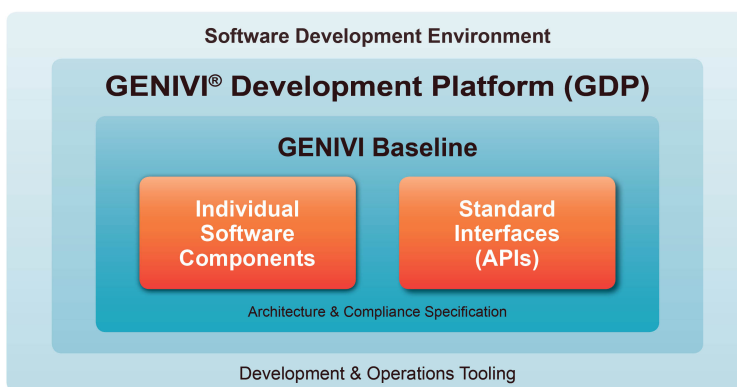 Software Development Environment
GENIVI® Development Platform (GDP)
GENIVI Baseline
Individual
Software
Components
Standard
Interfaces
(APIs)
Architecture & Compliance Specification
Development & Operations Tooling